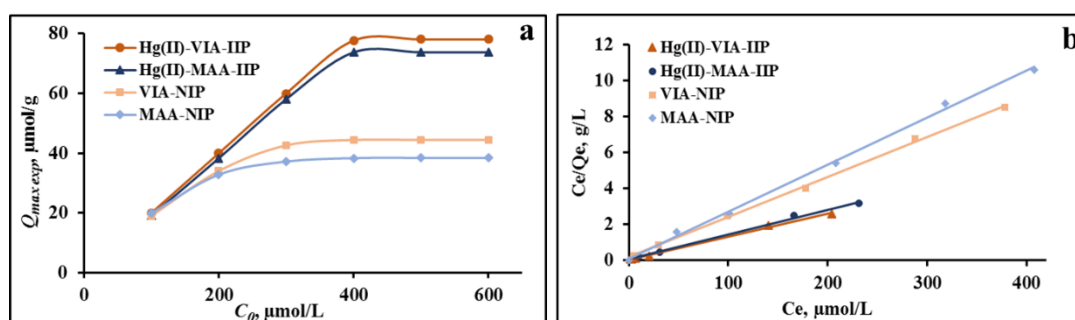 a
80
60
40
20
0
Q max exp, µmol/g
Hg(II)-VIA-IIP
Hg(II)-MAA-IIP
VIA-NIP
MAA-NIP
0
200
400
600
C0, µmol/L
b
12
10
8
6
4
2
0
Ce/Qe, g/L
Hg(II)-VIA-IIP
Hg(II)-MAA-IIP
VIA-NIP
MAA-NIP
0
100
200
300
400
Ce, µmol/L